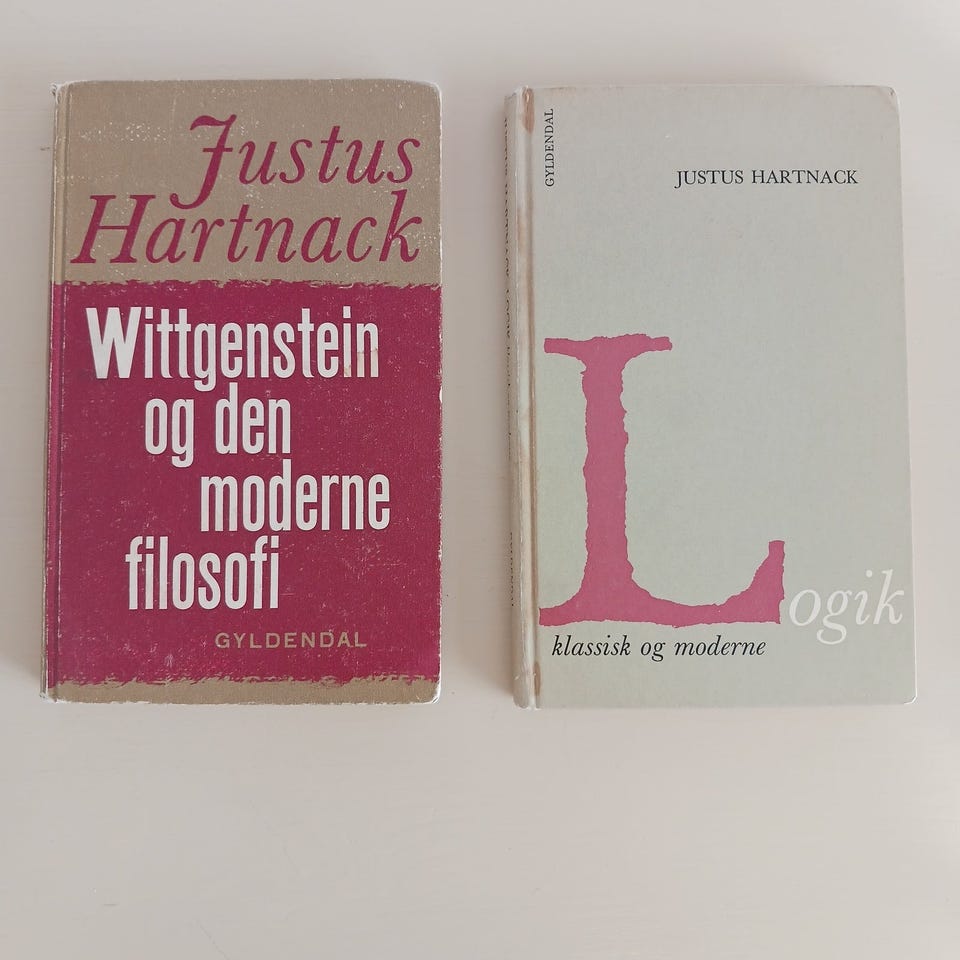 Justus
Hartnack
Wittgenstein
og den
moderne
filosofi
GYLDENDAL
GYLDENDAL
JUSTUS HARTNACK
Logik
klassisk og moderne